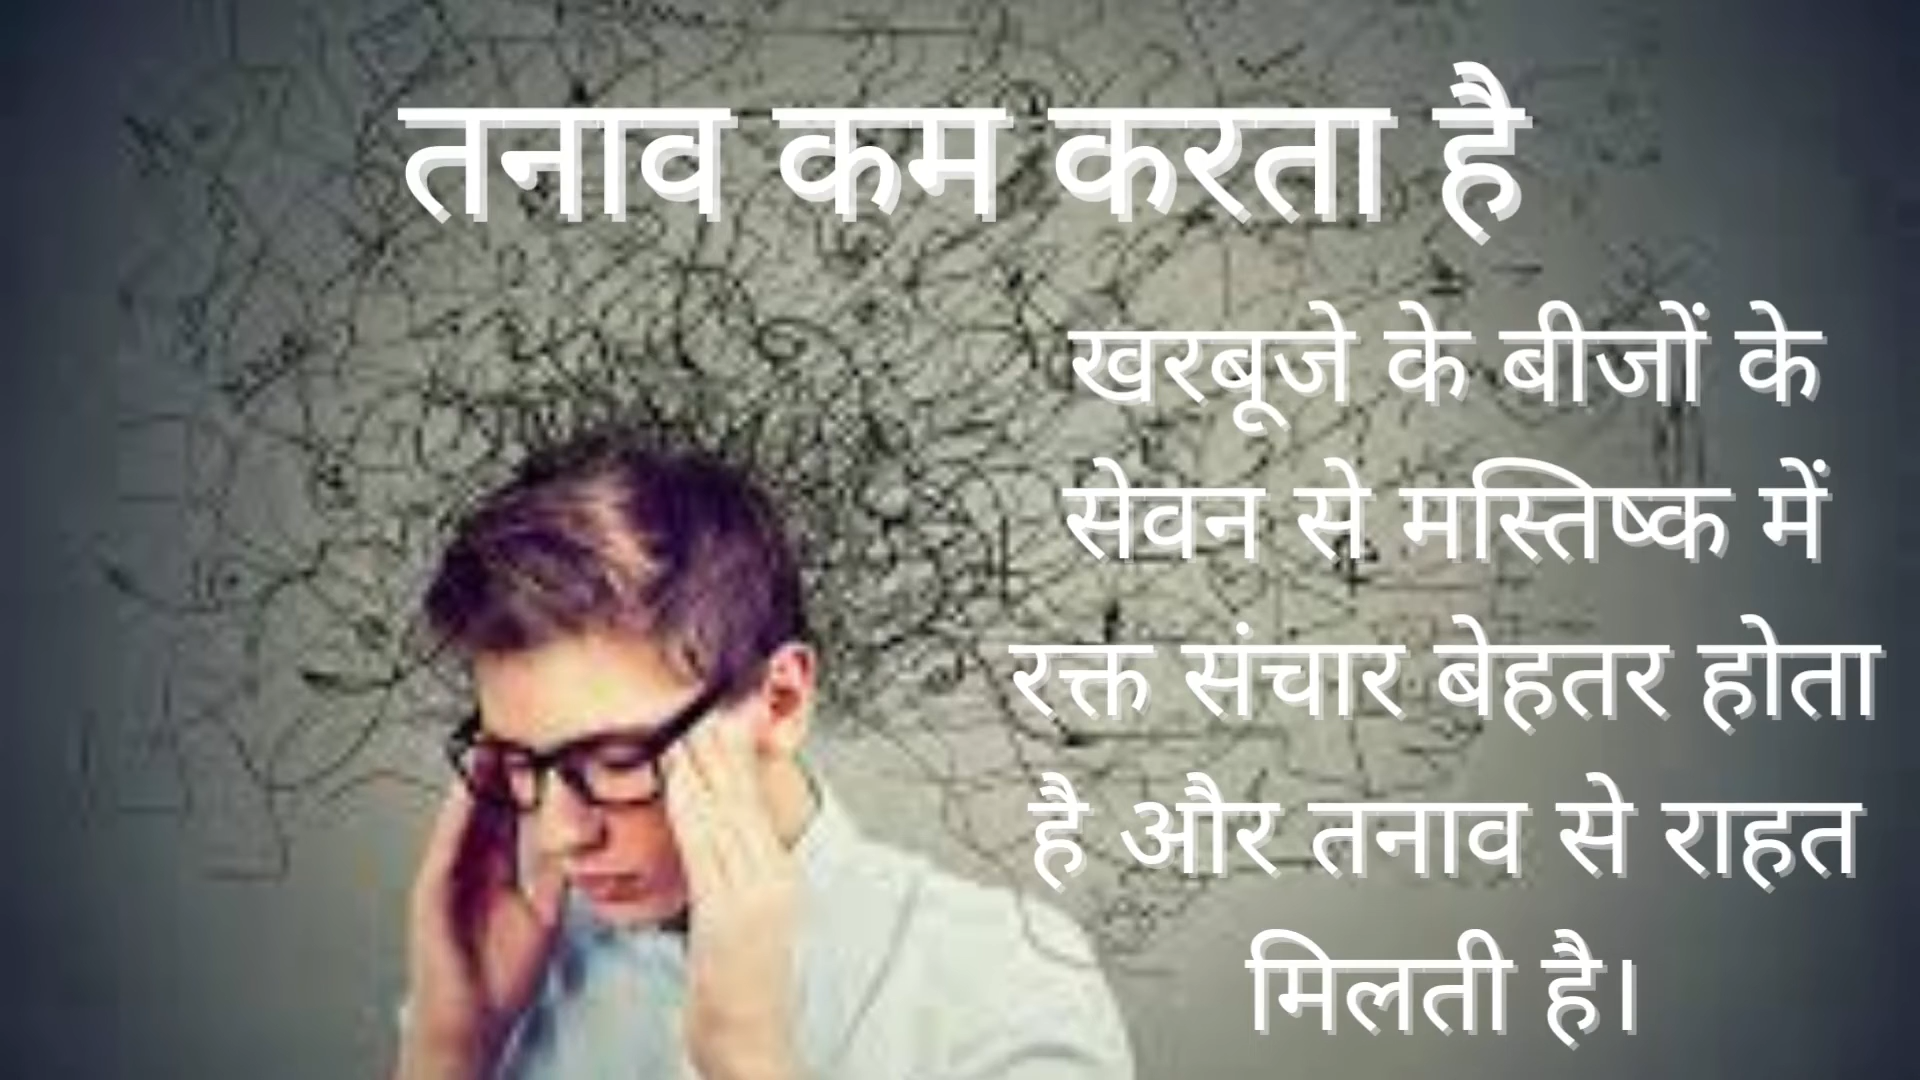 तनाव कम करता है
खरबूजे के बीजों के
सेवन से मस्तिष्क में
रक्त संचार बेहतर होता
है और तनाव से राहत
मिलती है।